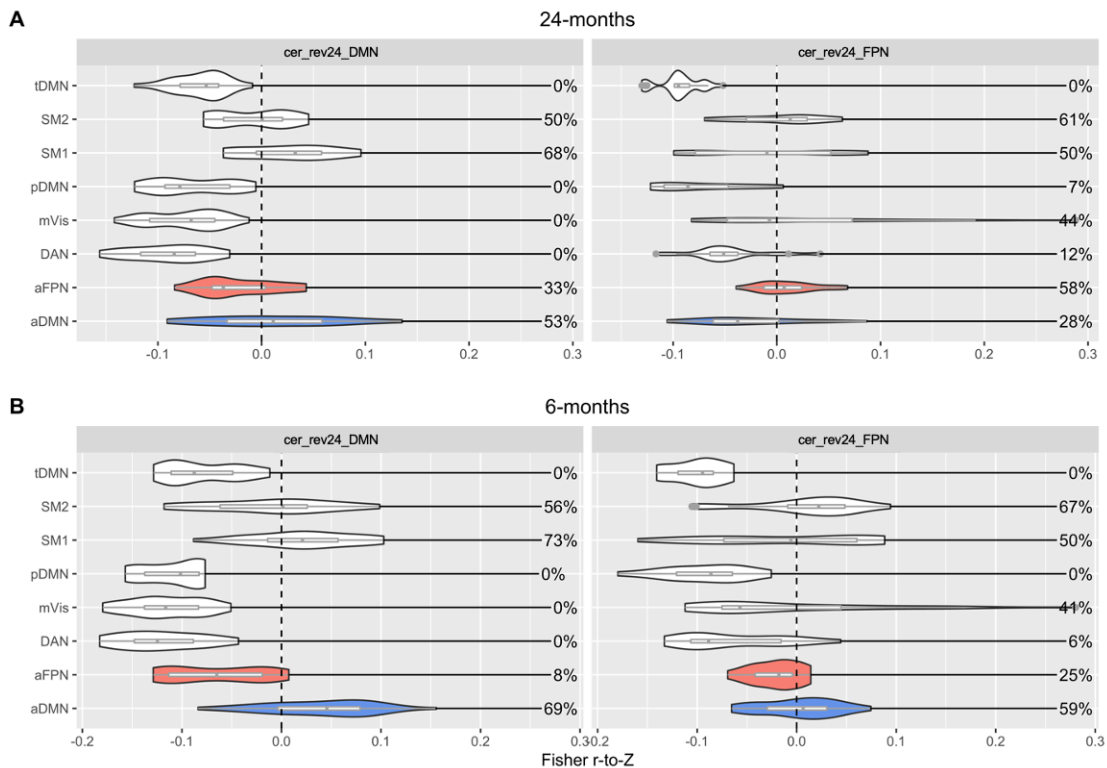 A
24-months
cer_rev24_DMN
cer_rev24_FPN
tDMN
0%
0%
SM2
50%
61%
SM1
68%
50%
pDMN
0%
7%
mVis
0%
44%
DAN
0%
12%
aFPN
33%
58%
aDMN
53%
28%
-0.1 0.0 0.1 0.2 0.3
-0.1 0.0 0.1 0.2 0.3
B
6-months
cer_rev24_DMN
cer_rev24_FPN
tDMN
0%
0%
SM2
56%
67%
SM1
73%
50%
pDMN
0%
0%
mVis
0%
41%
DAN
0%
6%
aFPN
8%
25%
aDMN
69%
59%
-0.2 -0.1 0.0 0.1 0.2 0.3
-0.2 -0.1 0.0 0.1 0.2 0.3
Fisher r-to-Z